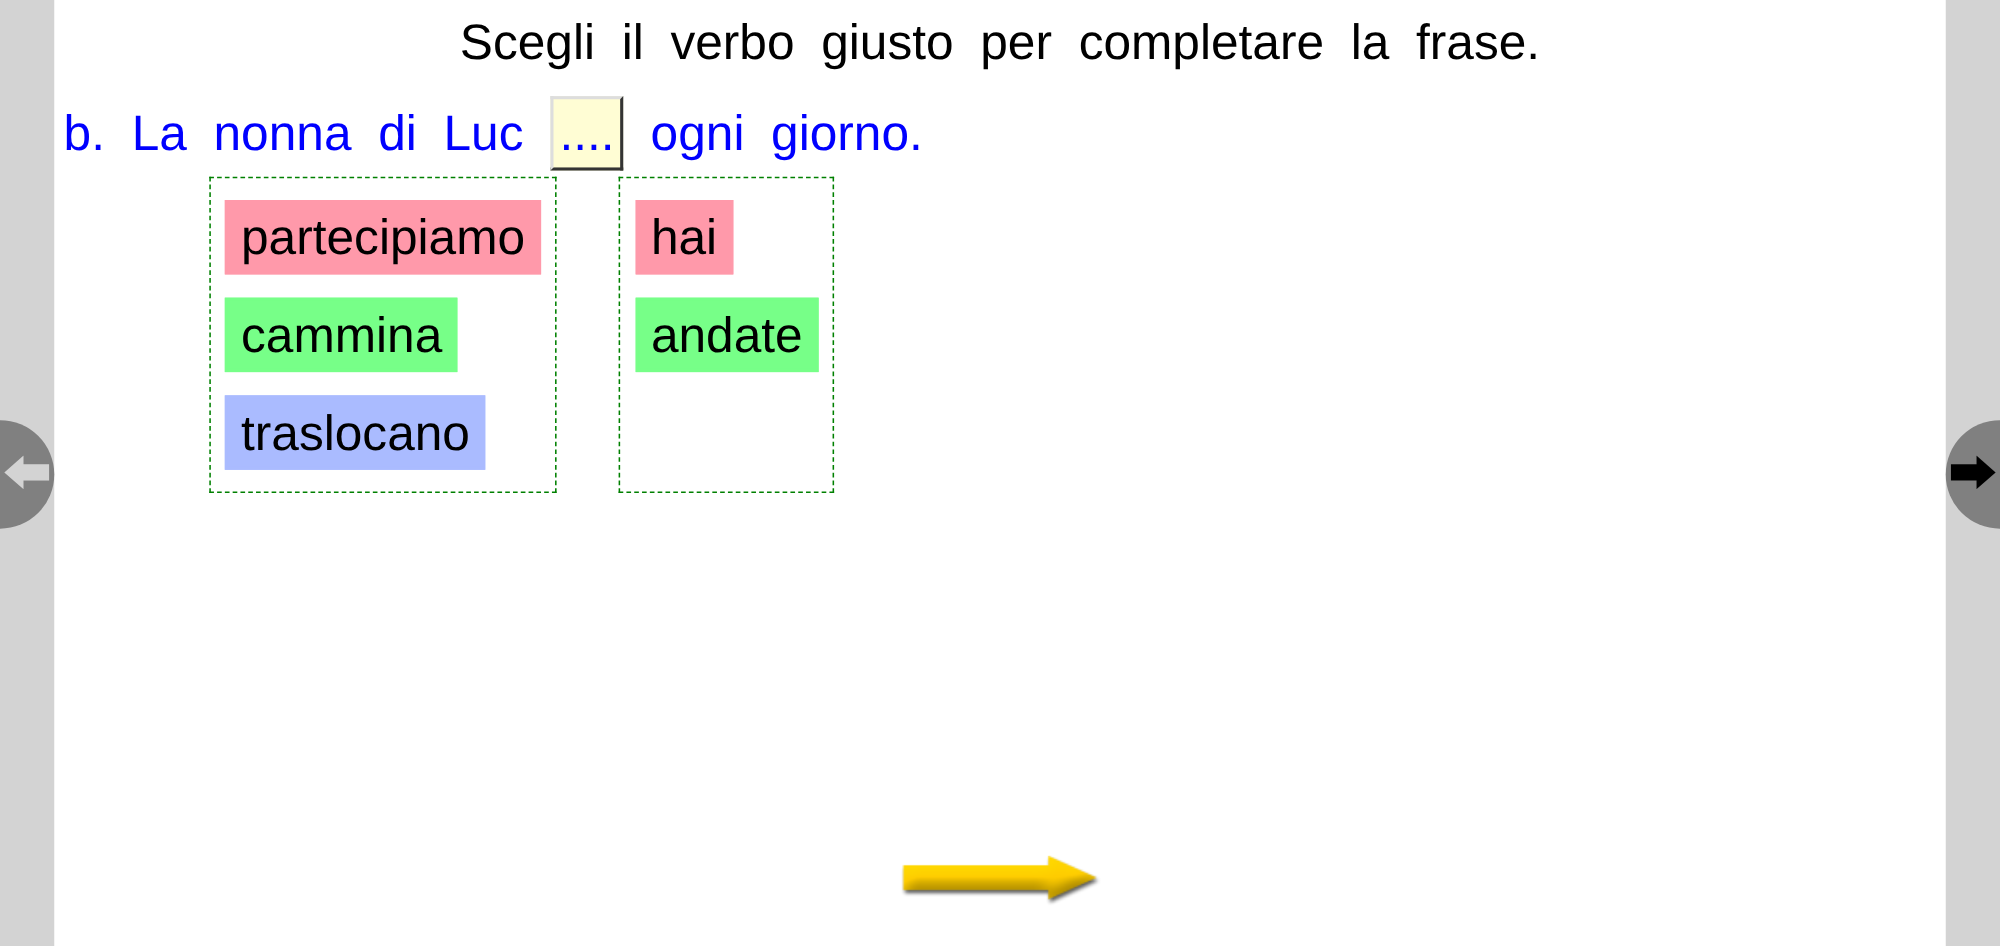 Scegli il verbo giusto per completare la frase.
b. La nonna di Luc .... ogni giorno.
partecipiamo
cammina
traslocano
hai
andate